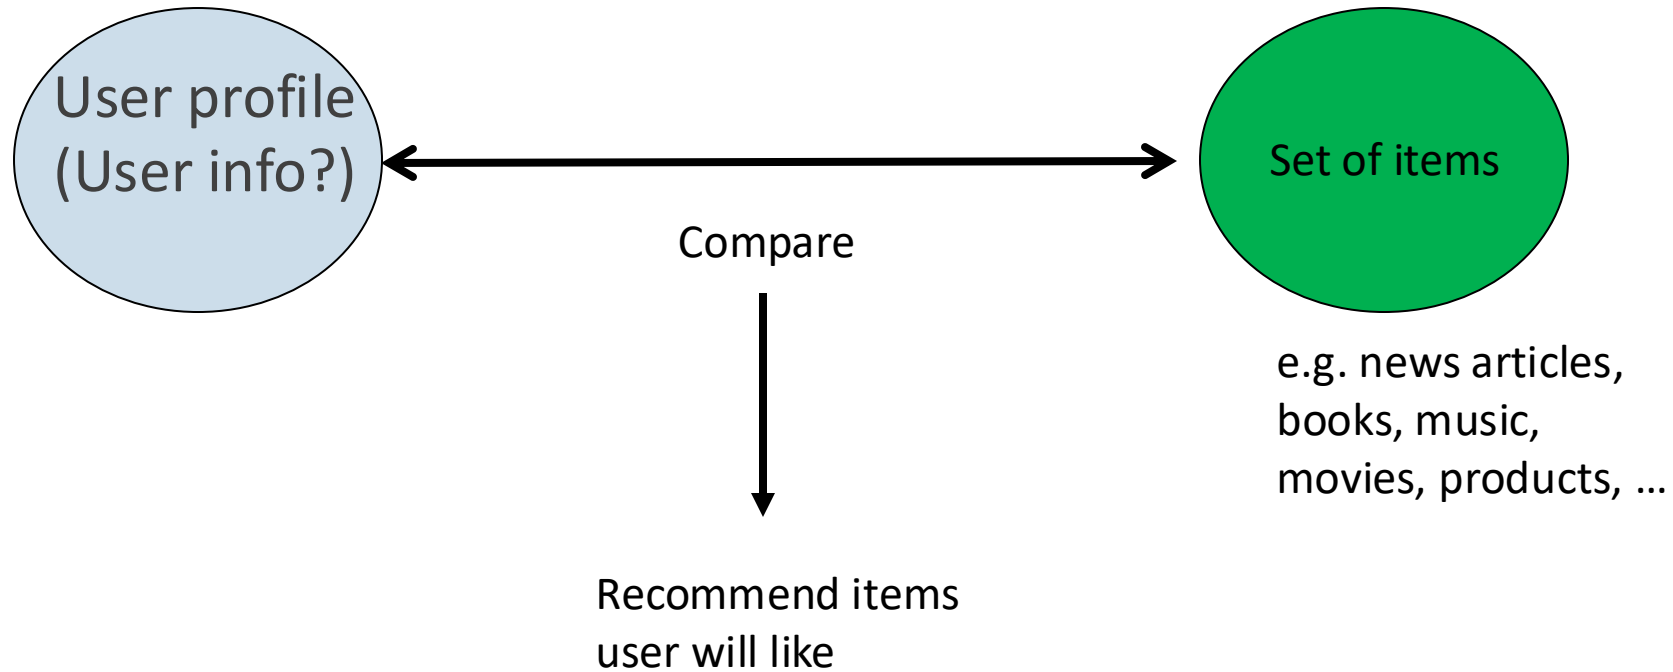 User profile
(User info?)
Set of items
Compare
e.g. news articles,
books, music,
movies, products, …
Recommend items
user will like